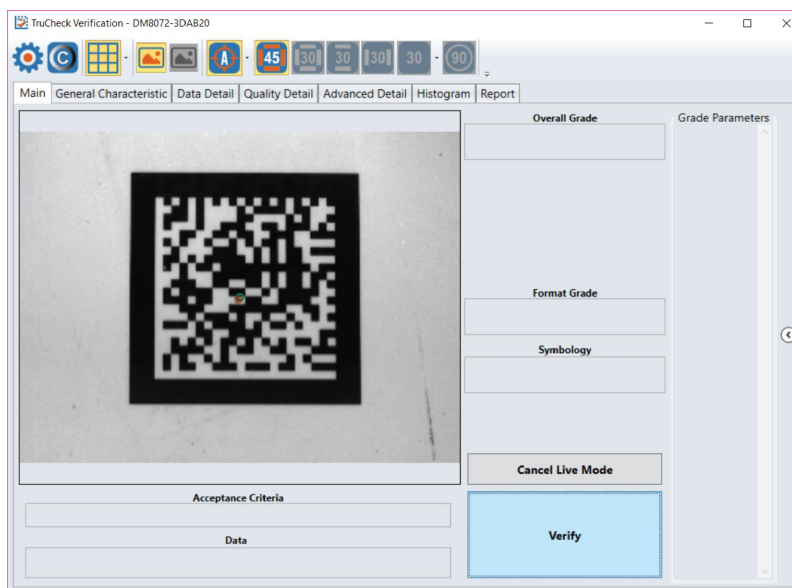 TruCheck Verification - DM8072-3DAB20
C A 45 30 30 30 30 90
Main General Characteristic Data Detail Quality Detail Advanced Detail Histogram Report
Overall Grade
Grade Parameters
Format Grade
Symbology
Cancel Live Mode
Acceptance Criteria
Verify
Data